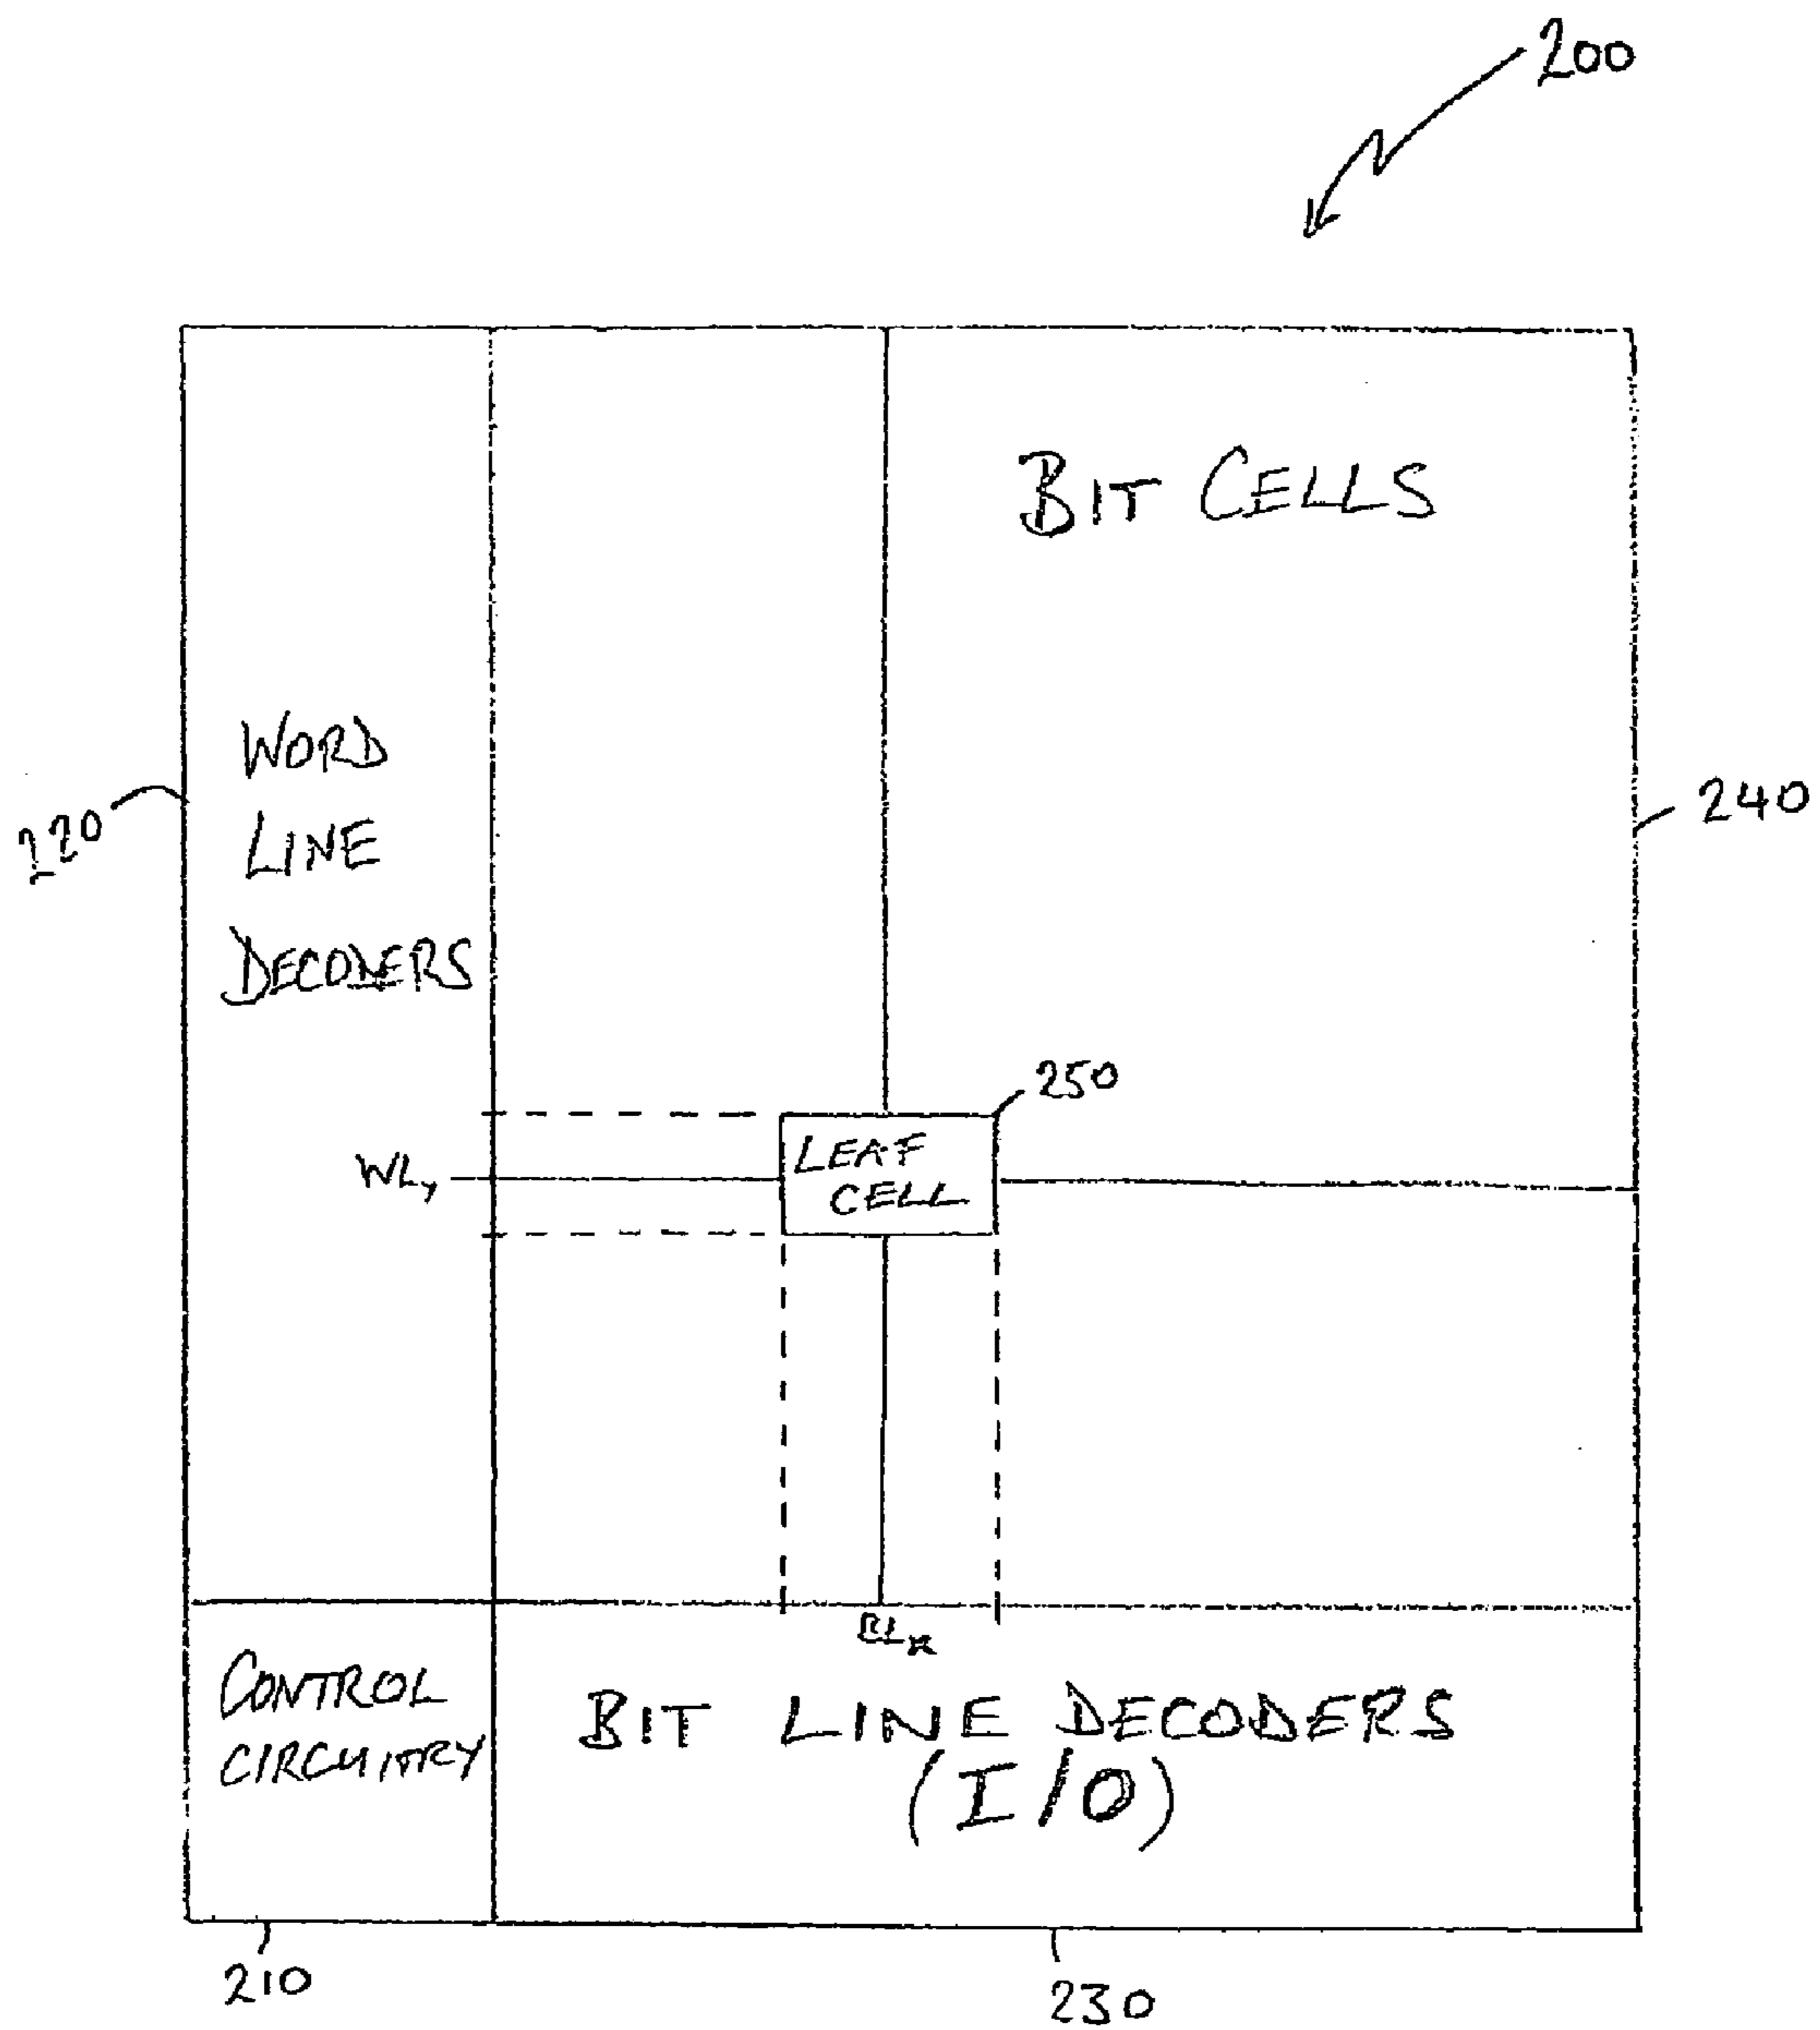 200
BIT CELLS
WORD
LINE
DECODERS
220
240
250
LEAF
CELL
WLy
BLx
CONTROL
CIRCUITRY
BIT LINE DECODERS
(I/O)
210
230